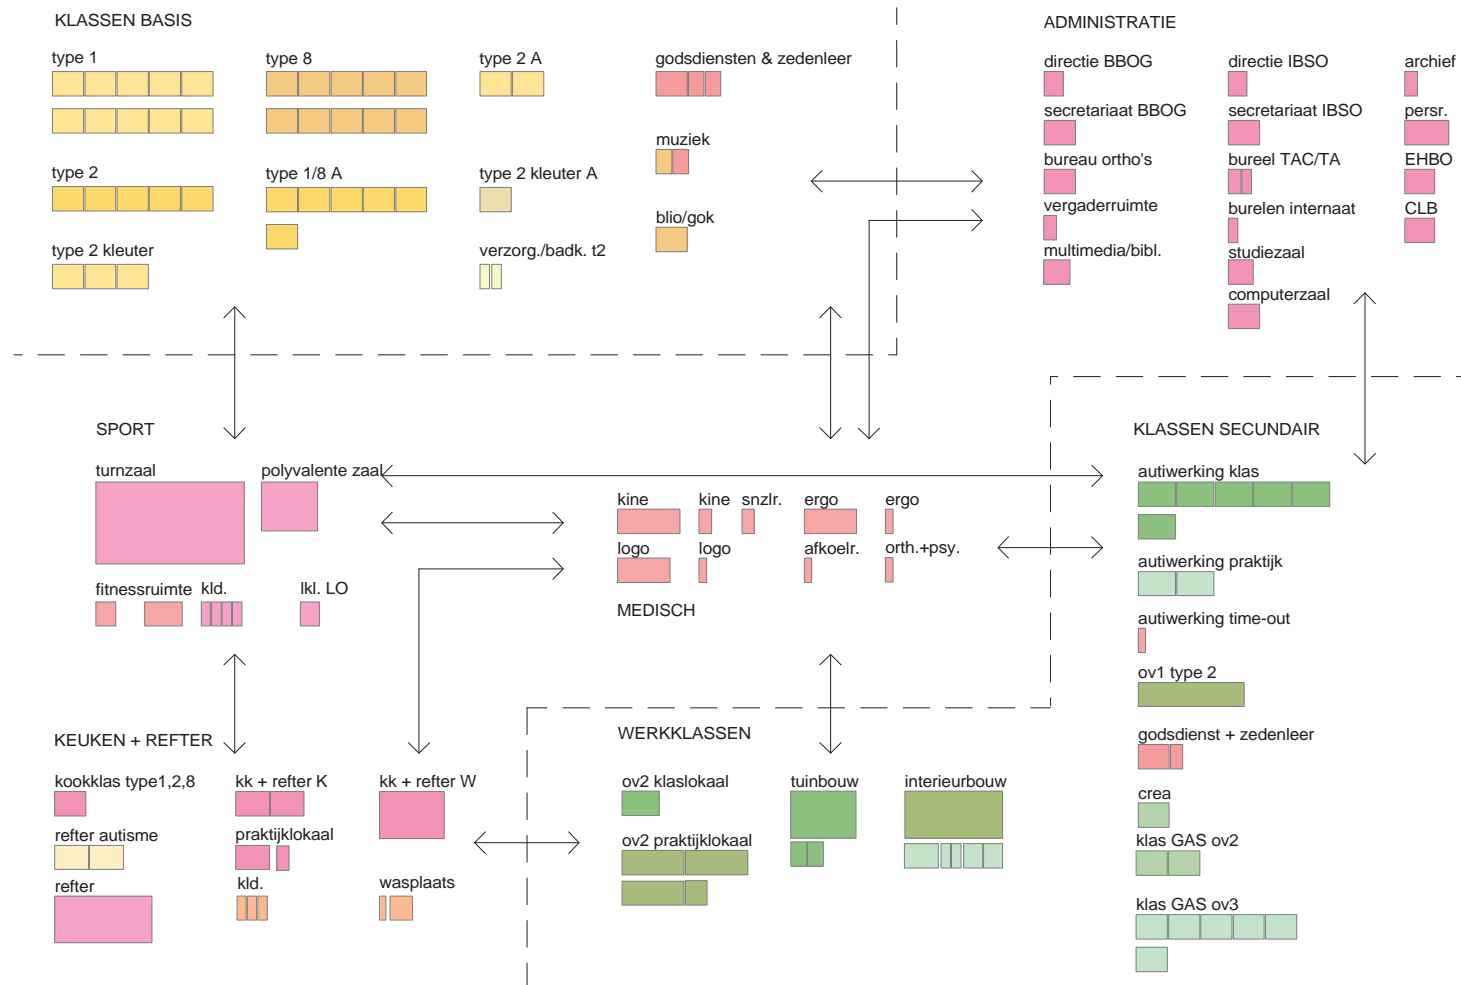 KLASSEN BASIS
type 1
type 8
type 2 A
godsdiensten & zedenleer
muziek
type 2
type 1/8 A
type 2 kleuter A
blio/gok
type 2 kleuter
verzorg./badk. t2
ADMINISTRATIE
directie BBOG
directie IBSO
archief
secretariaat BBOG
secretariaat IBSO
persr.
bureau ortho's
bureel TAC/TA
EHBO
vergaderruimte
burelen internaat
CLB
multimedia/bibl.
studiezaal
computerzaal
SPORT
turnzaal
polyvalente zaal
fitnessruimte
kld.
lkl. LO
kine
kine
snzlr.
ergo
ergo
logo
logo
afkoelr.
orth.+psy.
MEDISCH
KLASSEN SECUNDAIR
autiwerking klas
autiwerking praktijk
autiwerking time-out
ov1 type 2
godsdienst + zedenleer
crea
klas GAS ov2
klas GAS ov3
KEUKEN + REFTER
kookklas type1,2,8
kk + refter K
kk + refter W
refter autisme
praktijklokaal
refter
kld.
wasplaats
WERKKLASSEN
ov2 klaslokaal
tuinbouw
interieurbouw
ov2 praktijklokaal